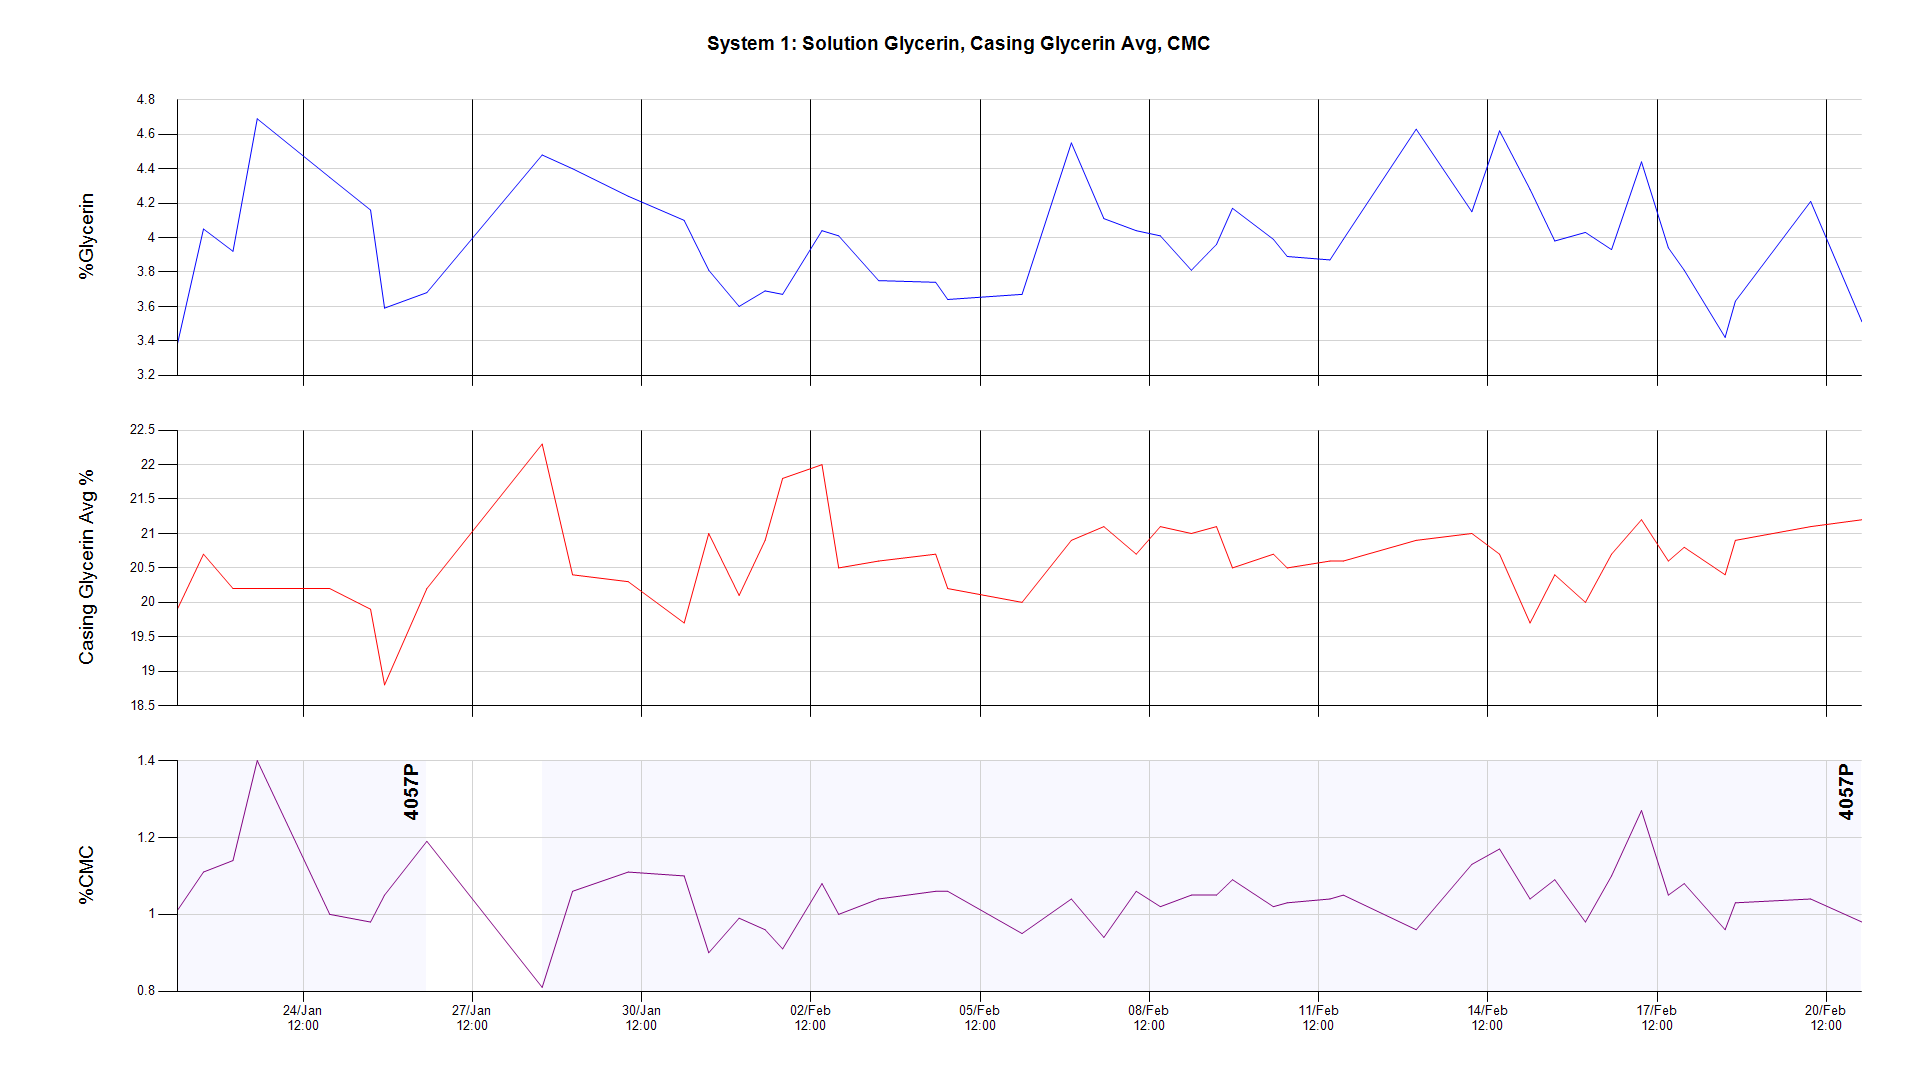 System 1: Solution Glycerin, Casing Glycerin Avg, CMC
%Glycerin
4.8
4.6
4.4
4.2
4
3.8
3.6
3.4
3.2
Casing Glycerin Avg %
22.5
22
21.5
21
20.5
20
19.5
19
18.5
%CMC
1.4
1.2
1
0.8
4057P
4057P
24/Jan 27/Jan 30/Jan 02/Feb 05/Feb 08/Feb 11/Feb 14/Feb 17/Feb 20/Feb
12:00 12:00 12:00 12:00 12:00 12:00 12:00 12:00 12:00 12:00